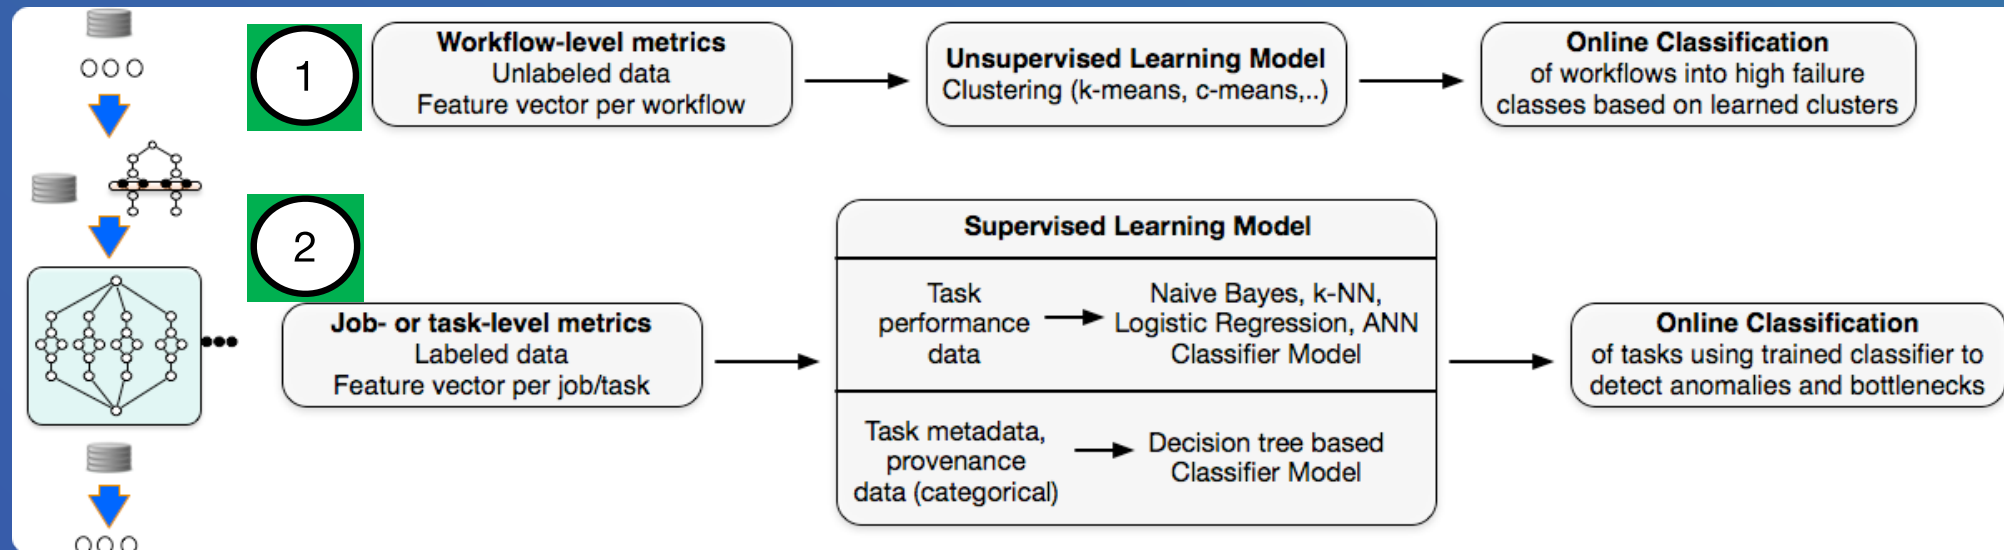 1
Workflow-level metrics
Unlabeled data
Feature vector per workflow
Unsupervised Learning Model
Clustering (k-means, c-means,..)
Online Classification
of workflows into high failure
classes based on learned clusters
2
Job- or task-level metrics
Labeled data
Feature vector per job/task
Supervised Learning Model
Task
performance
data
Naive Bayes, k-NN,
Logistic Regression, ANN
Classifier Model
Task metadata,
provenance
data (categorical)
Decision tree based
Classifier Model
Online Classification
of tasks using trained classifier to
detect anomalies and bottlenecks